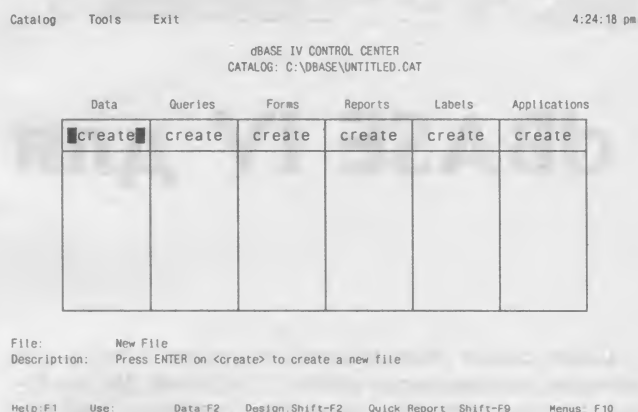 Catalog Tools Exit 4:24:18 pm
dBASE IV CONTROL CENTER
CATALOG: C:\DBASE\UNTITLED.CAT
Data Queries Forms Reports Labels Applications
create create create create create create
File: New File
Description: Press ENTER on <create> to create a new file
Help:F1 Use: Data:F2 Design:Shift-F2 Quick Report Shift-F9 Menus: F10